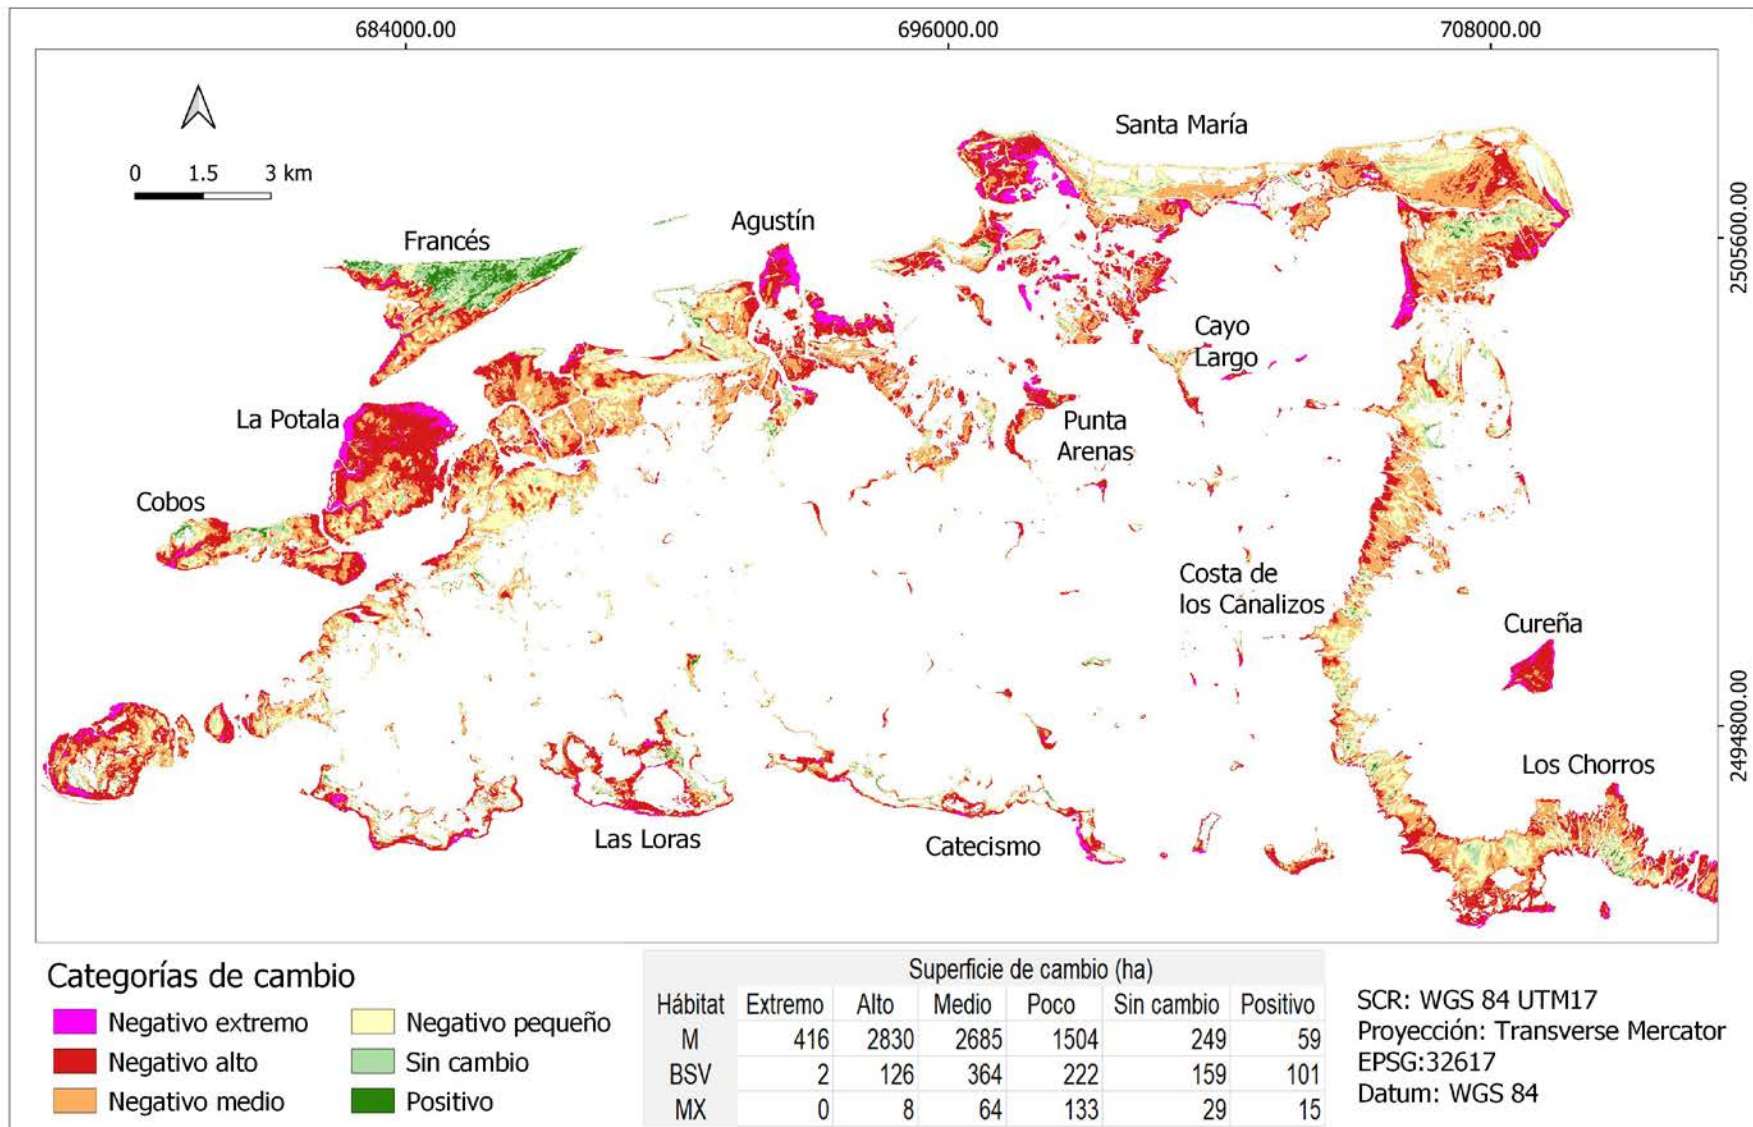 684000.00 696000.00 708000.00
Santa María
0 1.5 3 km
Agustín
Francés
2505600.00
Cayo
Largo
La Potala
Punta
Arenas
Cobos
Costa de
los Canalizos
Cureña
2494800.00
Los Chorros
Las Loras
Catecismo
Categorías de cambio
Negativo extremo
Negativo alto
Negativo medio
Negativo pequeño
Sin cambio
Positivo
Superficie de cambio (ha)
Hábitat Extremo Alto Medio Poco Sin cambio Positivo
M 416 2830 2685 1504 249 59
BSV 2 126 364 222 159 101
MX 0 8 64 133 29 15
SCR: WGS 84 UTM17
Proyección: Transverse Mercator
EPSG:32617
Datum: WGS 84